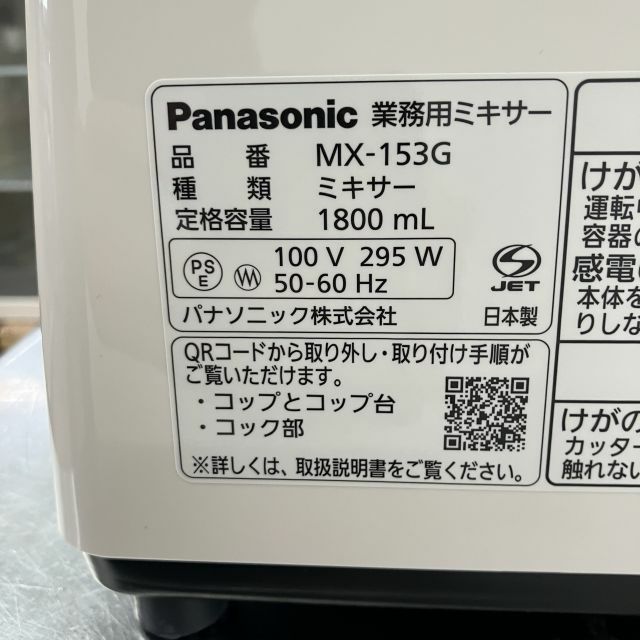 Panasonic 業務用ミキサー
品 番 MX-153G
種 類 ミキサー
定格容量 1800 mL
PS
E
100 V 295 W
50-60 Hz
JET
パナソニック株式会社 日本製
QRコードから取り外し・取り付け手順が
ご覧いただけます。
・コップとコップ台
・コック部
※詳しくは、取扱説明書をご覧ください。
けが
運転
容器の
感電
本体を
りしな
けがの
カッター
触れない